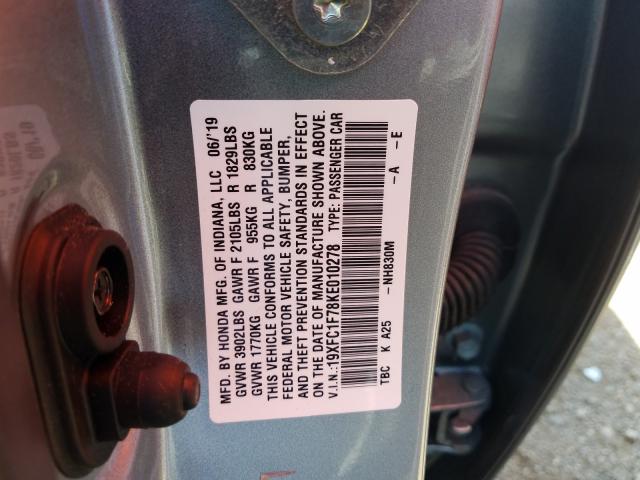 MFD. BY HONDA MFG. OF INDIANA, LLC 06/'19
GVWR 3902LBS GAWR F 2105LBS R 1829LBS
GVWR 1770KG GAWR F 955KG R 830KG
THIS VEHICLE CONFORMS TO ALL APPLICABLE
FEDERAL MOTOR VEHICLE SAFETY, BUMPER,
AND THEFT PREVENTION STANDARDS IN EFFECT
ON THE DATE OF MANUFACTURE SHOWN ABOVE.
V.I.N.:19XFC1F78KE010278 TYPE: PASSENGER CAR
TBC K A25 -NH830M -A -E